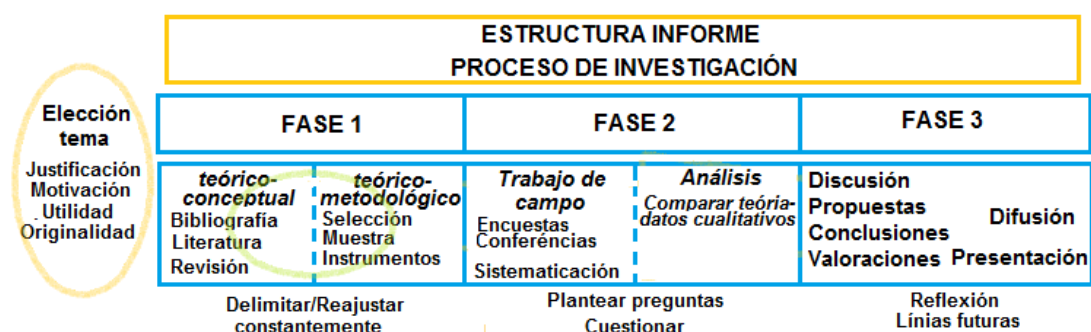 ESTRUCTURA INFORME
PROCESO DE INVESTIGACIÓN
Elección
tema
Justificación
Motivación
Utilidad
Originalidad
FASE 1
FASE 2
FASE 3
teórico-
conceptual
Bibliografía
Literatura
Revisión
teórico-
metodológico
Selección
Muestra
Instrumentos
Trabajo de
campo
Encuestas
Conferéncias
Sistematicación
Análisis
Comparar teória-
datos cualitativos
Discusión
Propuestas
Conclusiones
Valoraciones
Difusión
Presentación
Delimitar/Reajustar
constantemente
Plantear preguntas
Cuestionar
Reflexión
Línias futuras